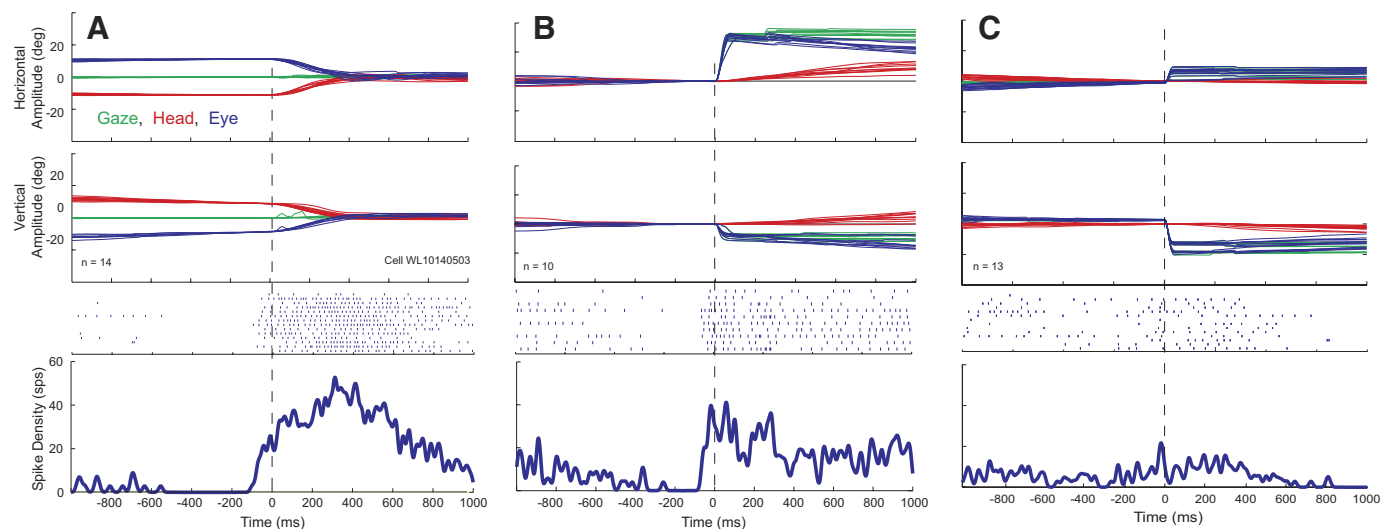 A
B
C
Horizontal
Amplitude (deg)
20
0
-20
Gaze, Head, Eye
Vertical
Amplitude (deg)
20
0
-20
n = 14
Cell WL10140503
n = 10
n = 13
Spike Density (sps)
60
40
20
0
-800 -600 -400 -200 0 200 400 600 800 1000
Time (ms)
-800 -600 -400 -200 0 200 400 600 800 1000
Time (ms)
-800 -600 -400 -200 0 200 400 600 800 1000
Time (ms)